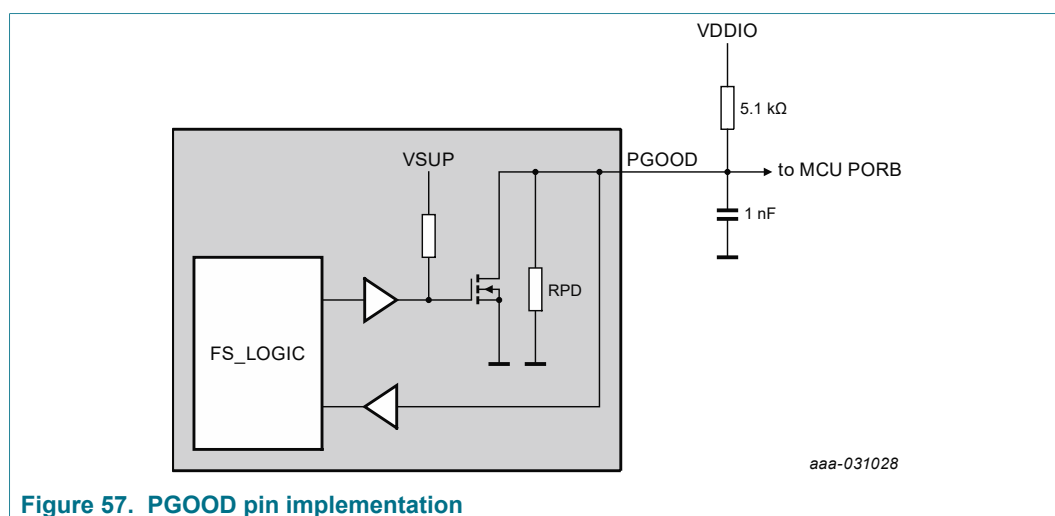 VDDIO
5.1 kΩ
VSUP
PGOOD
to MCU PORB
1 nF
RPD
FS_LOGIC
aaa-031028
Figure 57. PGOOD pin implementation